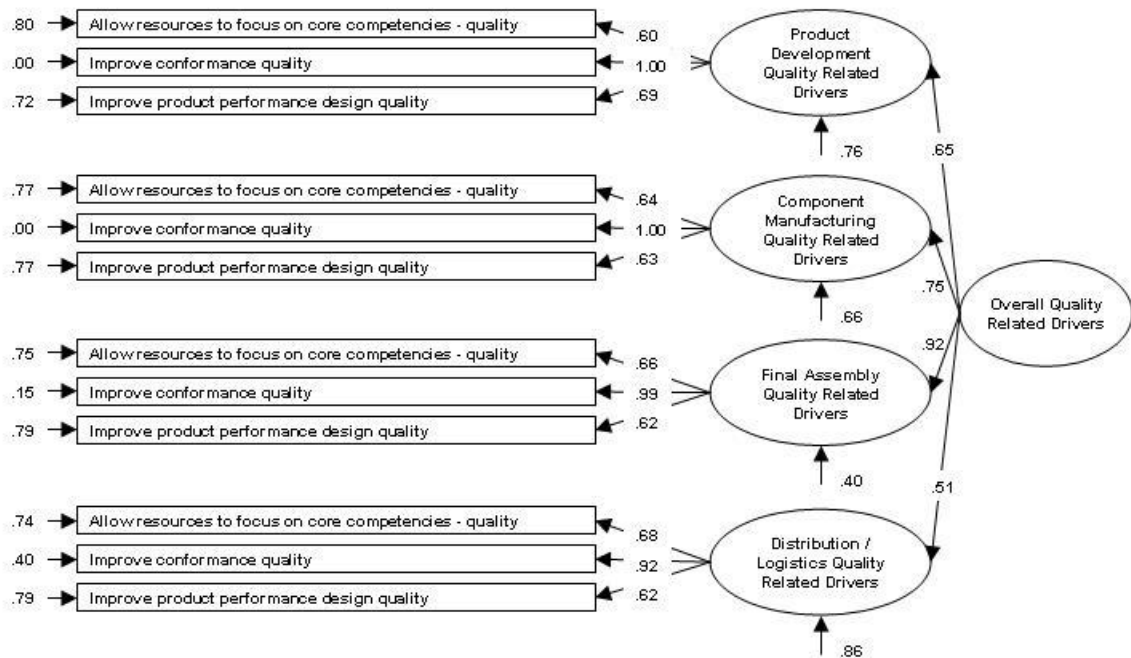 .80
Allow resources to focus on core competencies - quality
.60
.00
Improve conformance quality
1.00
.72
Improve product performance design quality
.69
Product
Development
Quality Related
Drivers
.76
.65
.77
Allow resources to focus on core competencies - quality
.64
.00
Improve conformance quality
1.00
.77
Improve product performance design quality
.63
Component
Manufacturing
Quality Related
Drivers
.66
.75
Overall Quality
Related Drivers
.75
Allow resources to focus on core competencies - quality
.66
.15
Improve conformance quality
.99
.79
Improve product performance design quality
.62
Final Assembly
Quality Related
Drivers
.40
.92
.74
Allow resources to focus on core competencies - quality
.68
.40
Improve conformance quality
.92
.79
Improve product performance design quality
.62
Distribution /
Logistics Quality
Related Drivers
.86
.51